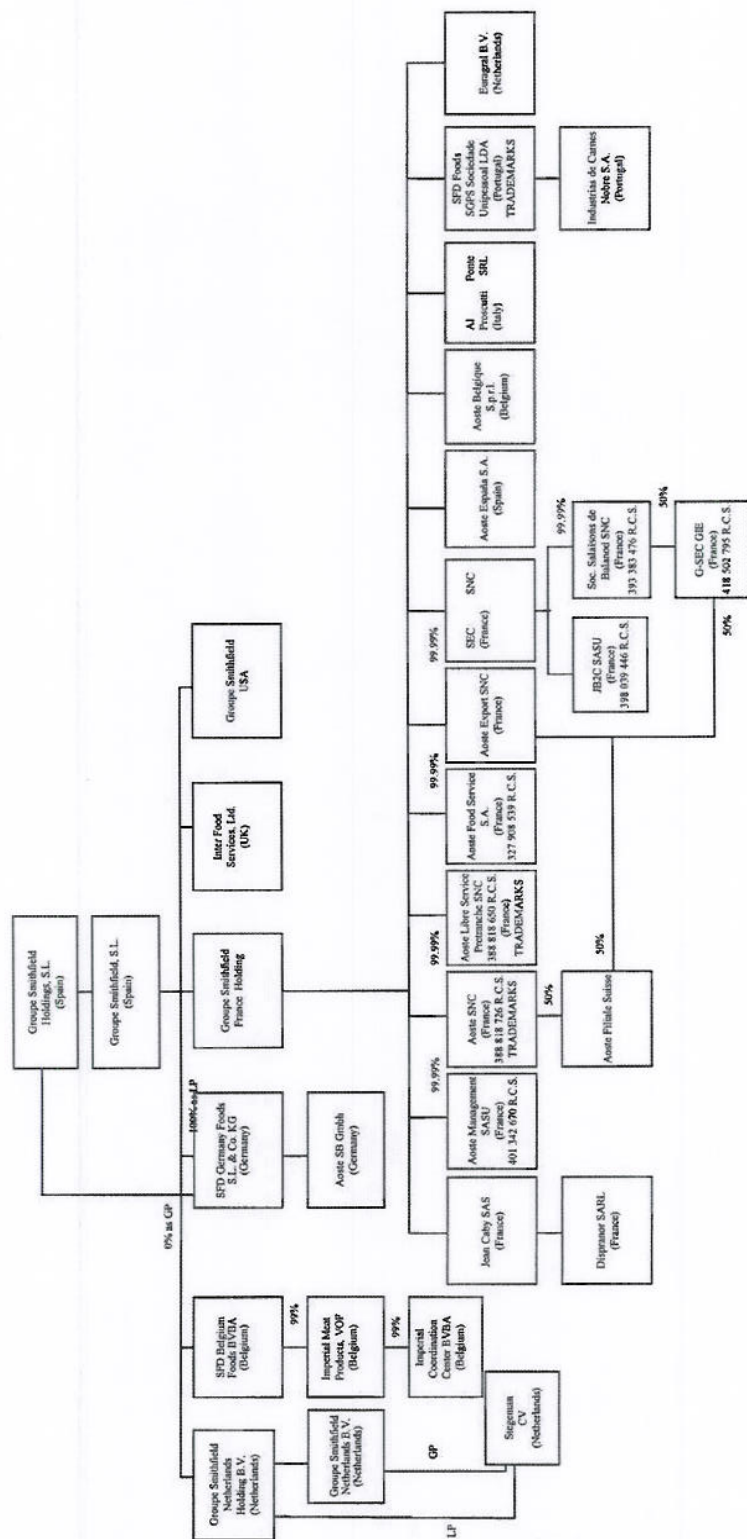 Groupe Smithfield
Holdings, S.L.
(Spain)
Groupe Smithfield, S.L.
(Spain)
0% as GP
100% as LP
Groupe Smithfield
Netherlands
Holding B.V.
(Netherlands)
SFD Belgium
Foods BVBA
(Belgium)
SFD Germany Foods
S.L. & Co. KG
(Germany)
Groupe Smithfield
France Holding
Inter Food
Services, Ltd.
(UK)
Groupe Smithfield
USA
Groupe Smithfield
Netherlands B.V.
(Netherlands)
99%
Imperial Meat
Products, VOF
(Belgium)
Aoste SB Gmbh
(Germany)
99%
Imperial
Coordination
Center BVBA
(Belgium)
LP
GP
Stegeman
CV
(Netherlands)
Jean Caby SAS
(France)
99.99%
Aoste Management
SASU
(France)
401 342 670 R.C.S.
Aoste SNC
(France)
388 818 726 R.C.S.
TRADEMARKS
99.99%
Aoste Libre Service
Pretranche SNC
388 818 650 R.C.S.
(France)
TRADEMARKS
Aoste Food Service
S.A.
(France)
327 908 539 R.C.S.
99.99%
Aoste Export SNC
(France)
99.99%
SEC SNC
(France)
Aoste España S.A.
(Spain)
Aoste Belgique
S.p.r.l.
(Belgium)
Al Ponte
Proscutti SRL
(Italy)
SFD Foods
SGPS Sociedade
Unipessoal LDA
(Portugal)
TRADEMARKS
Euragral B.V.
(Netherlands)
Dispranor SARL
(France)
50%
Aoste Filiale Suisse
50%
JB2C SASU
(France)
398 039 446 R.C.S.
99.99%
Soc. Salaisons de
Balanod SNC
(France)
393 383 476 R.C.S.
Industrias de Carnes
Nobre S.A.
(Portugal)
50%
50%
G-SEC GIE
(France)
418 502 795 R.C.S.